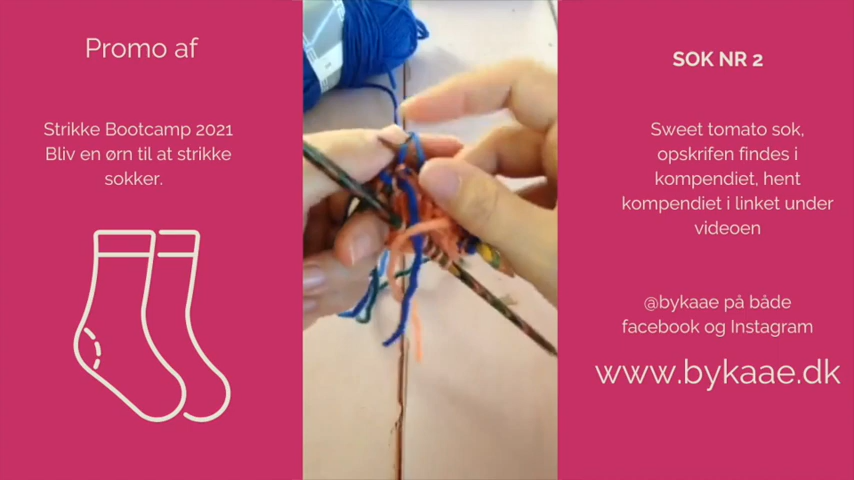 Promo af
Strikke Bootcamp 2021
Bliv en ørn til at strikke
sokker.
SOK NR 2
Sweet tomato sok,
opskrifen findes i
kompendiet, hent
kompendiet i linket under
videoen
@bykaae på både
facebook og Instagram
www.bykaae.dk